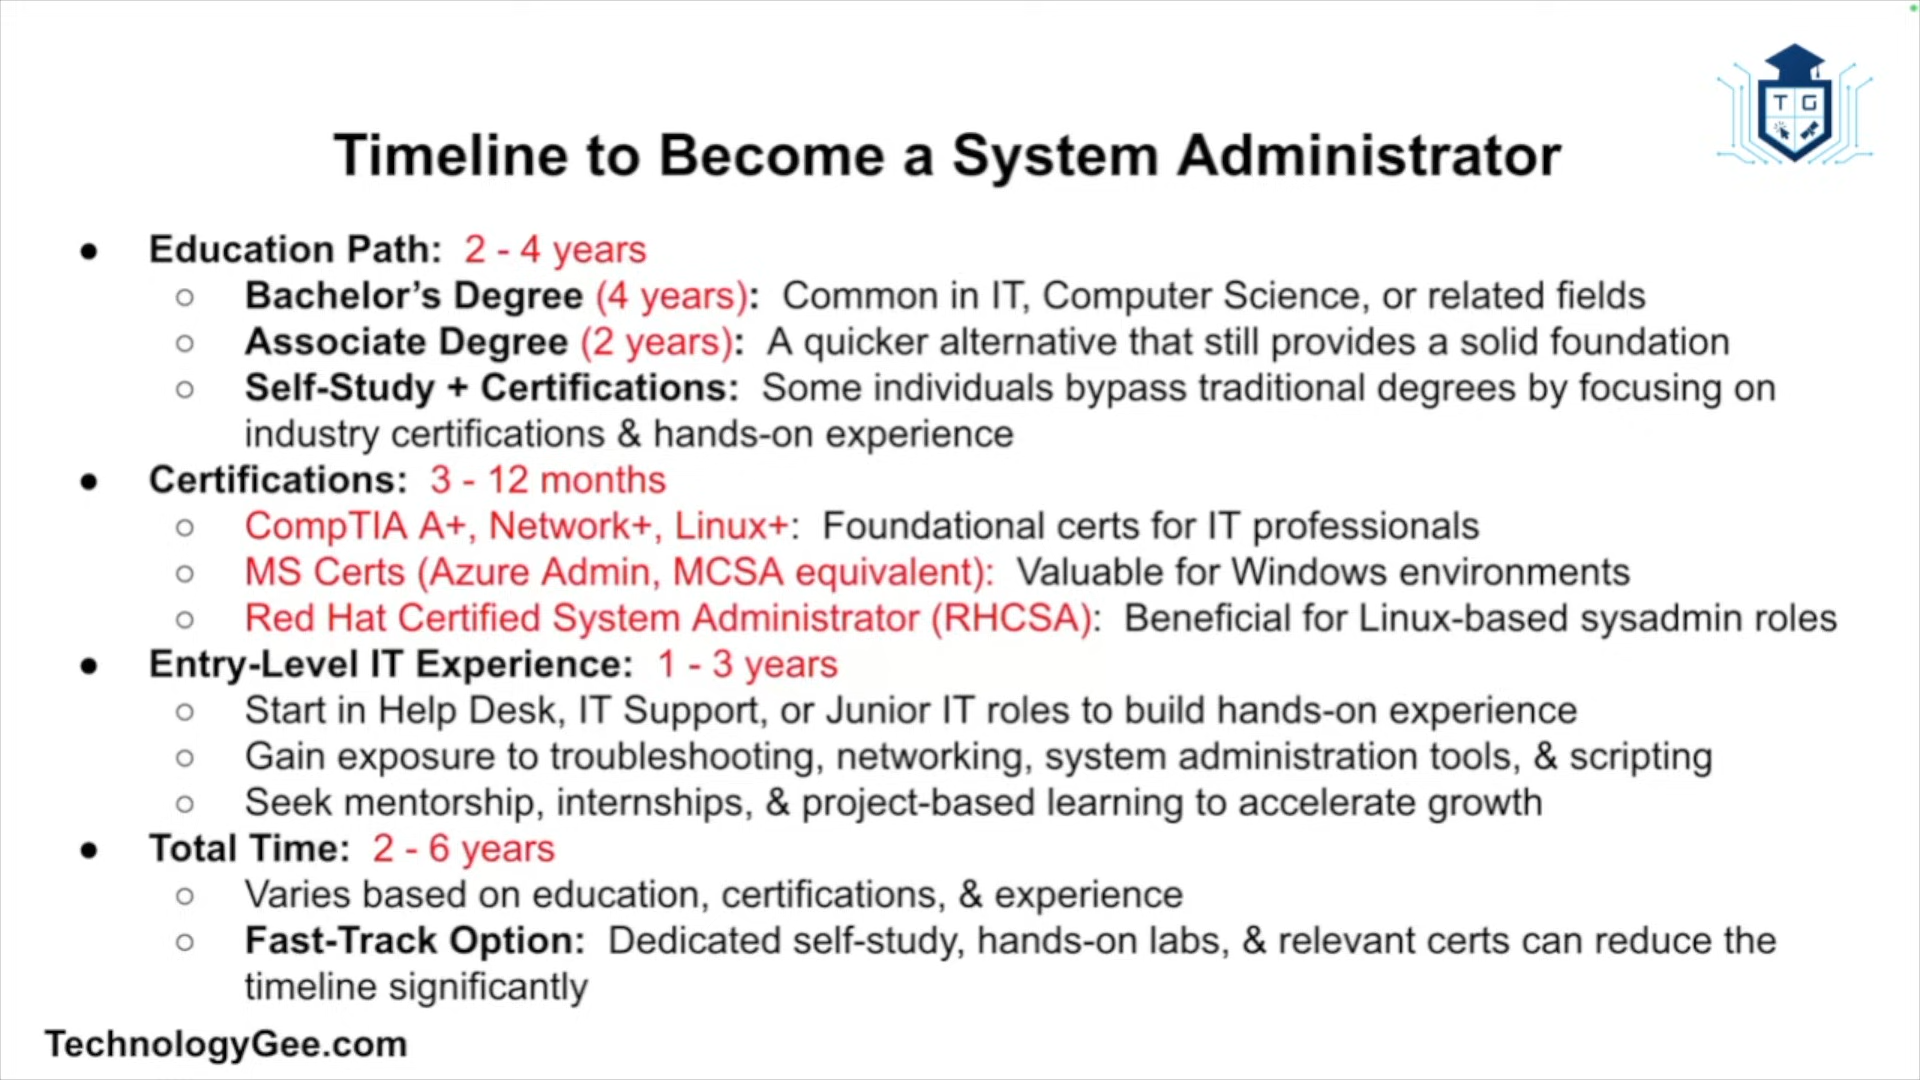 T G
Timeline to Become a System Administrator
● Education Path: 2 - 4 years
○ Bachelor’s Degree (4 years): Common in IT, Computer Science, or related fields
○ Associate Degree (2 years): A quicker alternative that still provides a solid foundation
○ Self-Study + Certifications: Some individuals bypass traditional degrees by focusing on
industry certifications & hands-on experience
● Certifications: 3 - 12 months
○ CompTIA A+, Network+, Linux+: Foundational certs for IT professionals
○ MS Certs (Azure Admin, MCSA equivalent): Valuable for Windows environments
○ Red Hat Certified System Administrator (RHCSA): Beneficial for Linux-based sysadmin roles
● Entry-Level IT Experience: 1 - 3 years
○ Start in Help Desk, IT Support, or Junior IT roles to build hands-on experience
○ Gain exposure to troubleshooting, networking, system administration tools, & scripting
○ Seek mentorship, internships, & project-based learning to accelerate growth
● Total Time: 2 - 6 years
○ Varies based on education, certifications, & experience
○ Fast-Track Option: Dedicated self-study, hands-on labs, & relevant certs can reduce the
timeline significantly
TechnologyGee.com